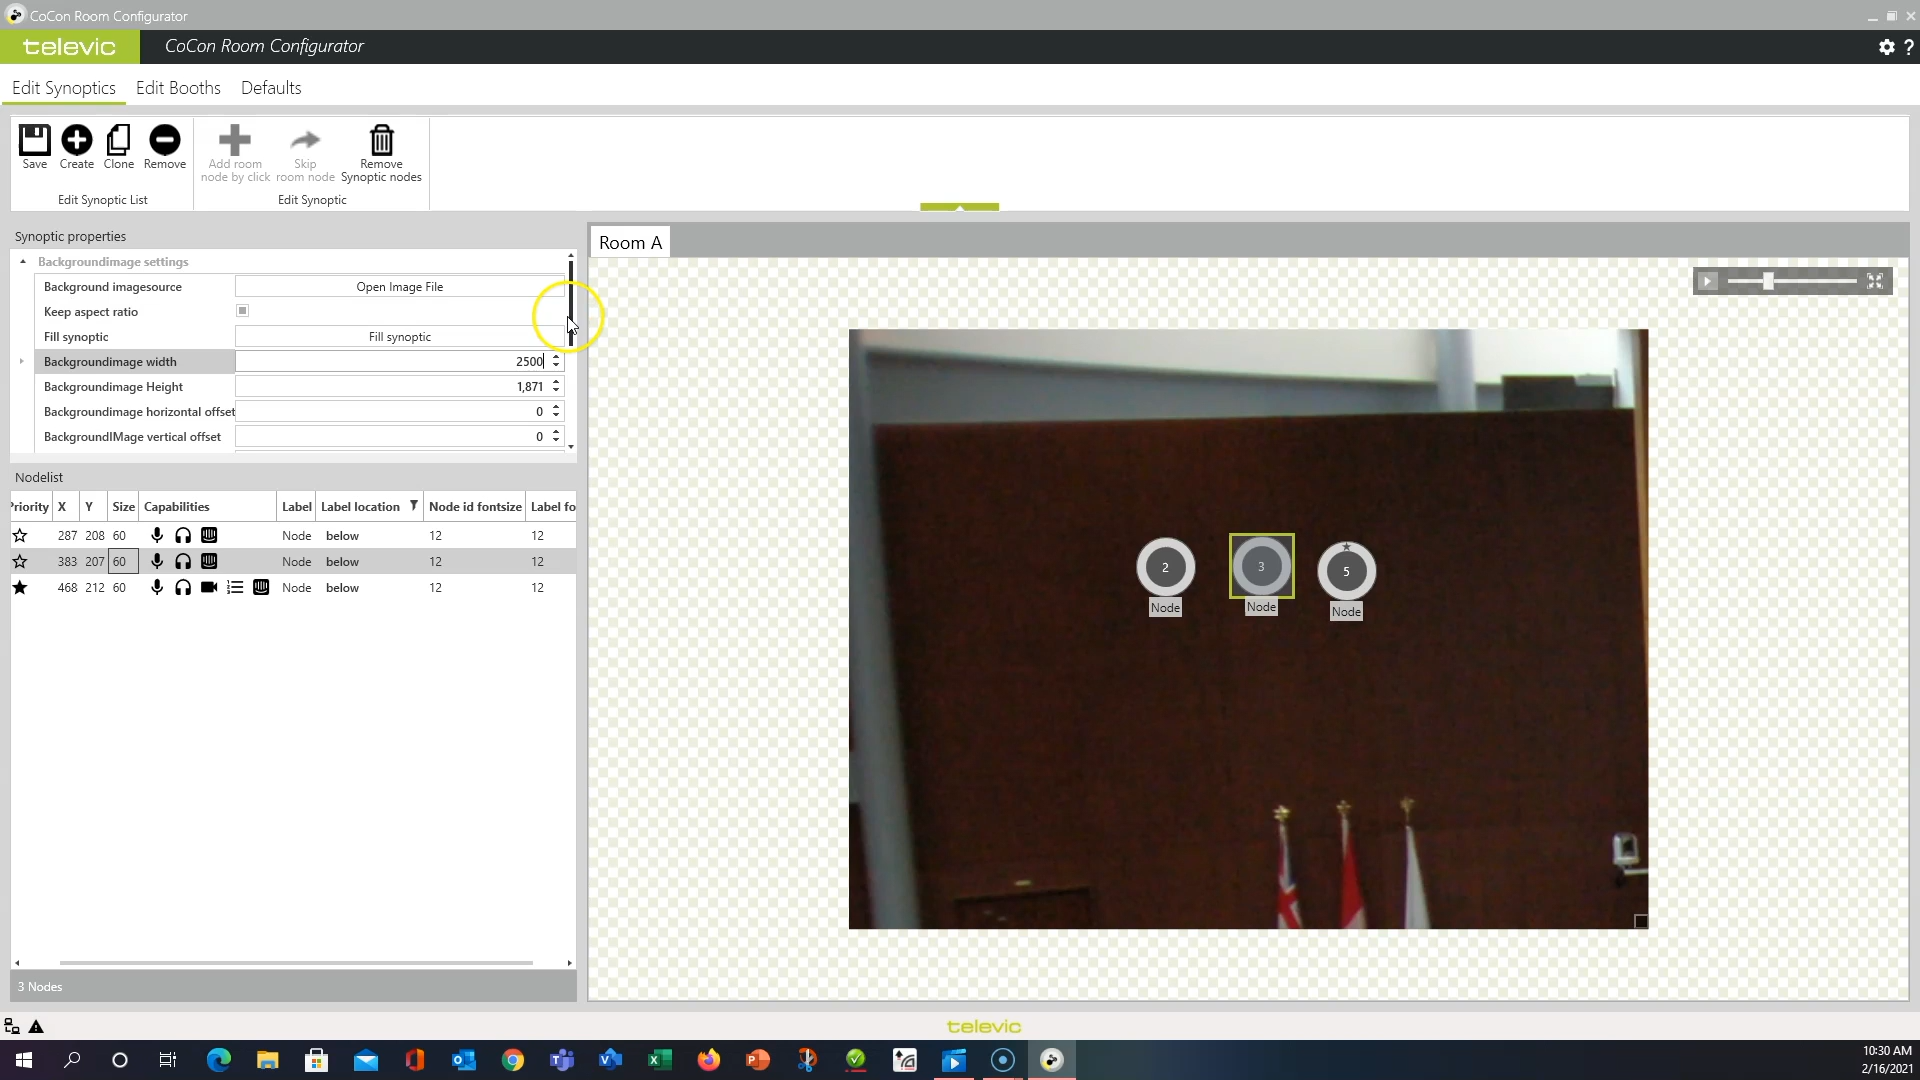 CoCon Room Configurator
televic CoCon Room Configurator ?
Edit Synoptics Edit Booths Defaults
Save Create Clone Remove
Add room node by click
Skip room node
Remove Synoptic nodes
Edit Synoptic List Edit Synoptic
Synoptic properties
Backgroundimage settings
Background imagesource Open Image File
Keep aspect ratio
Fill synoptic Fill synoptic
Backgroundimage width 2500
Backgroundimage Height 1,871
Backgroundimage horizontal offset 0
BackgroundIMage vertical offset 0
Room A
Nodelist
Priority X Y Size Capabilities Label Label location Node id fontsize Label fo
287 208 60 Node below 12 12
383 207 60 Node below 12 12
468 212 60 Node below 12 12
2 3 5
Node Node Node
3 Nodes
televic
10:30 AM
2/16/2021